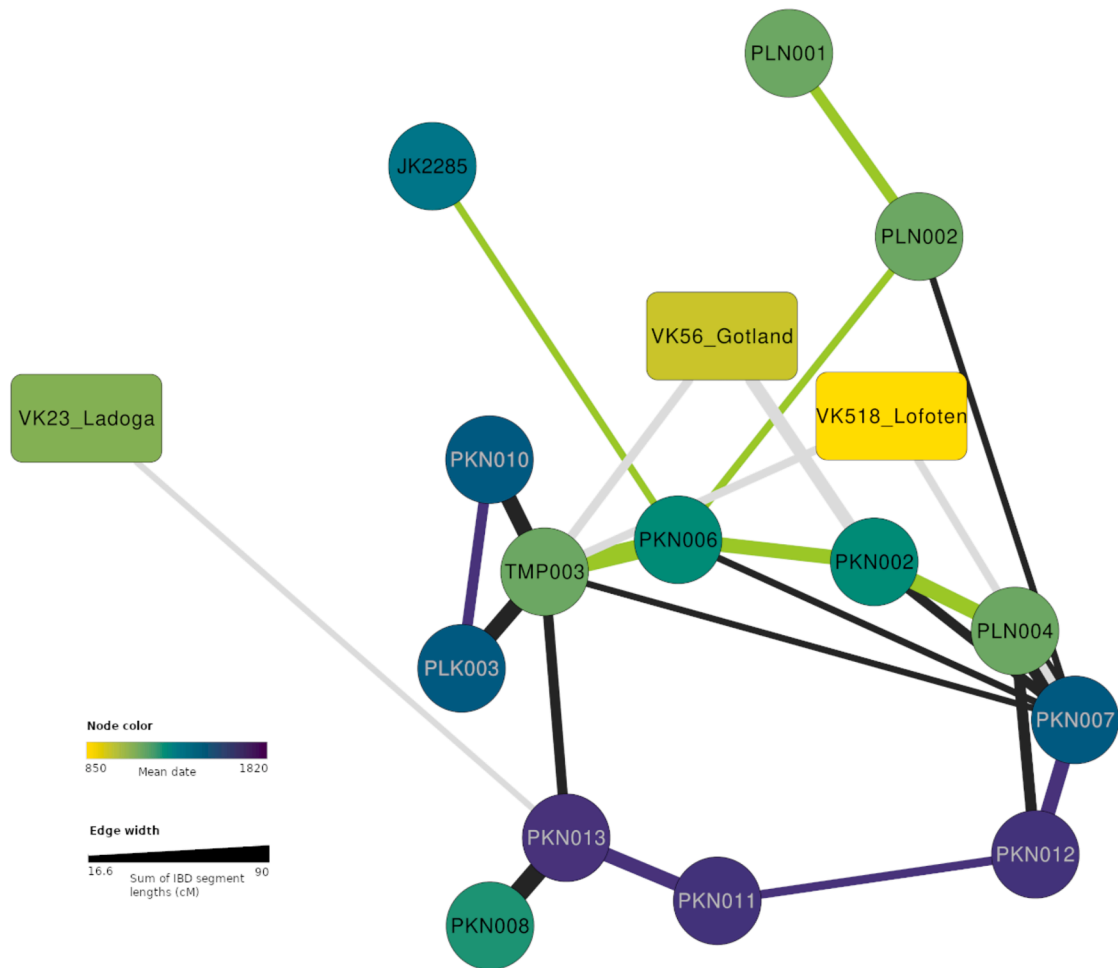 PLN001
JK2285
PLN002
VK56_Gotland
VK518_Lofoten
VK23_Ladoga
PKN010
PKN006
PKN002
TMP003
PLN004
PLK003
PKN007
Node color
850
Mean date
1820
PKN013
PKN012
Edge width
16.6
Sum of IBD segment
lengths (cM)
90
PKN011
PKN008